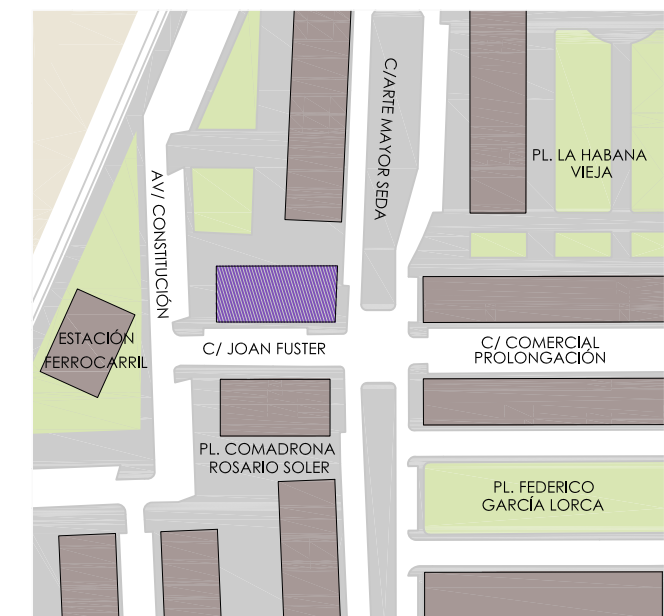 C/ARTE MAYOR SEDA
PL. LA HABANA
VIEJA
AV/ CONSTITUCIÓN
ESTACIÓN
FERROCARRIL
C/ JOAN FUSTER
C/ COMERCIAL
PROLONGACIÓN
PL. COMADRONA
ROSARIO SOLER
PL. FEDERICO
GARCÍA LORCA